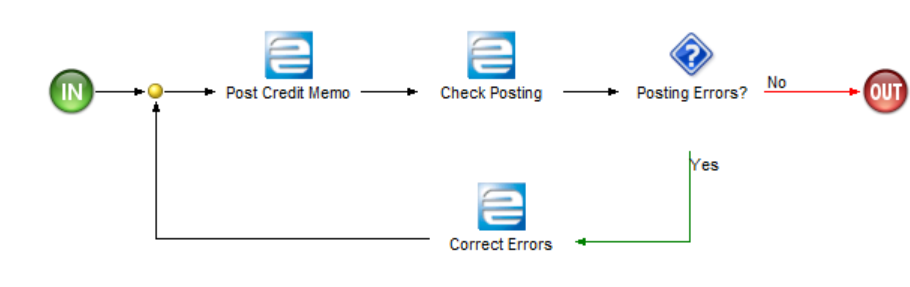 IN
Post Credit Memo
Check Posting
?
Posting Errors?
No
OUT
Yes
Correct Errors